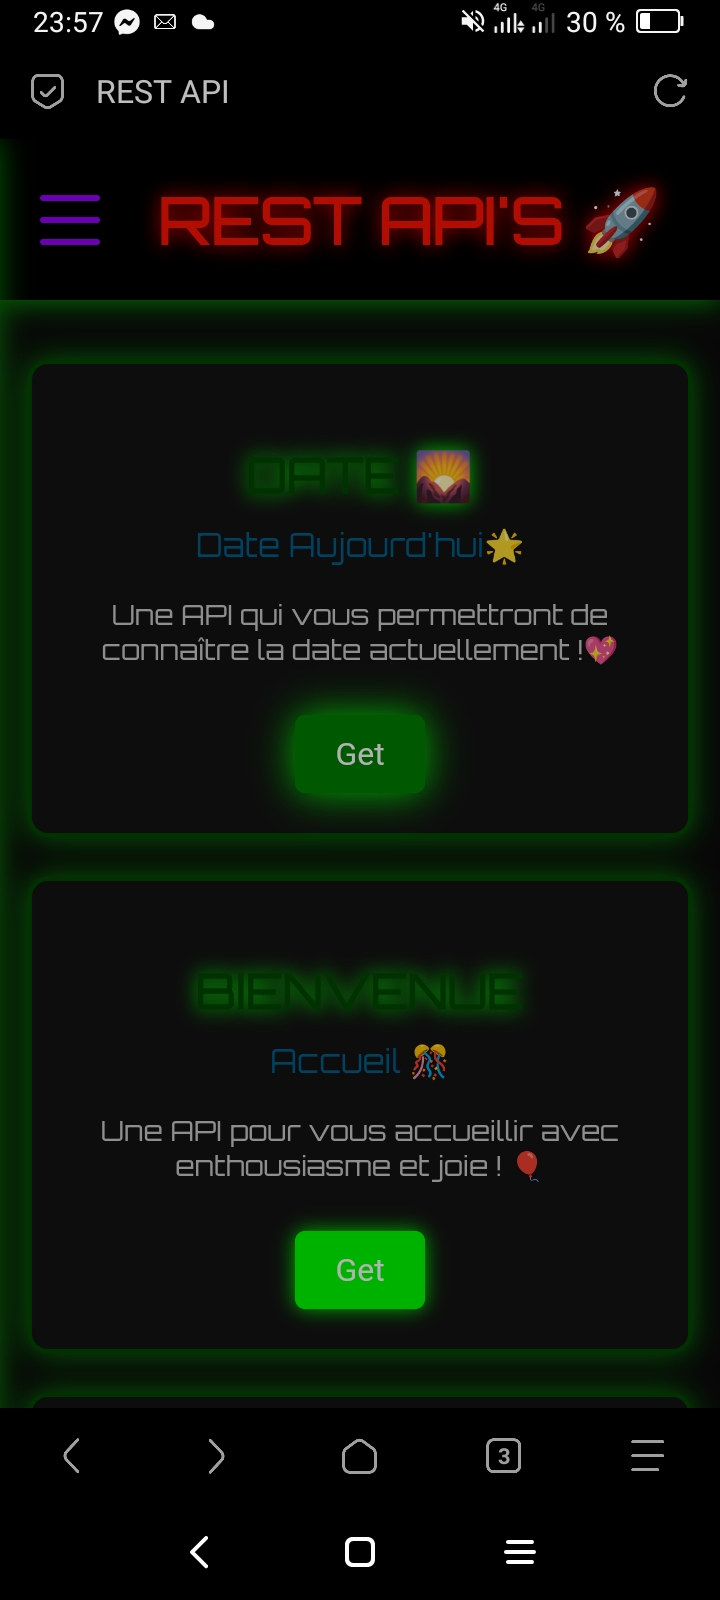 23:57 4G 4G 30 %
REST API
REST API'S 🚀
DATE 🌄
Date Aujourd'hui🌟
Une API qui vous permettront de
connaître la date actuellement !💖
Get
BIENVENUE
Accueil 🎊
Une API pour vous accueillir avec
enthousiasme et joie ! 🎈
Get
3